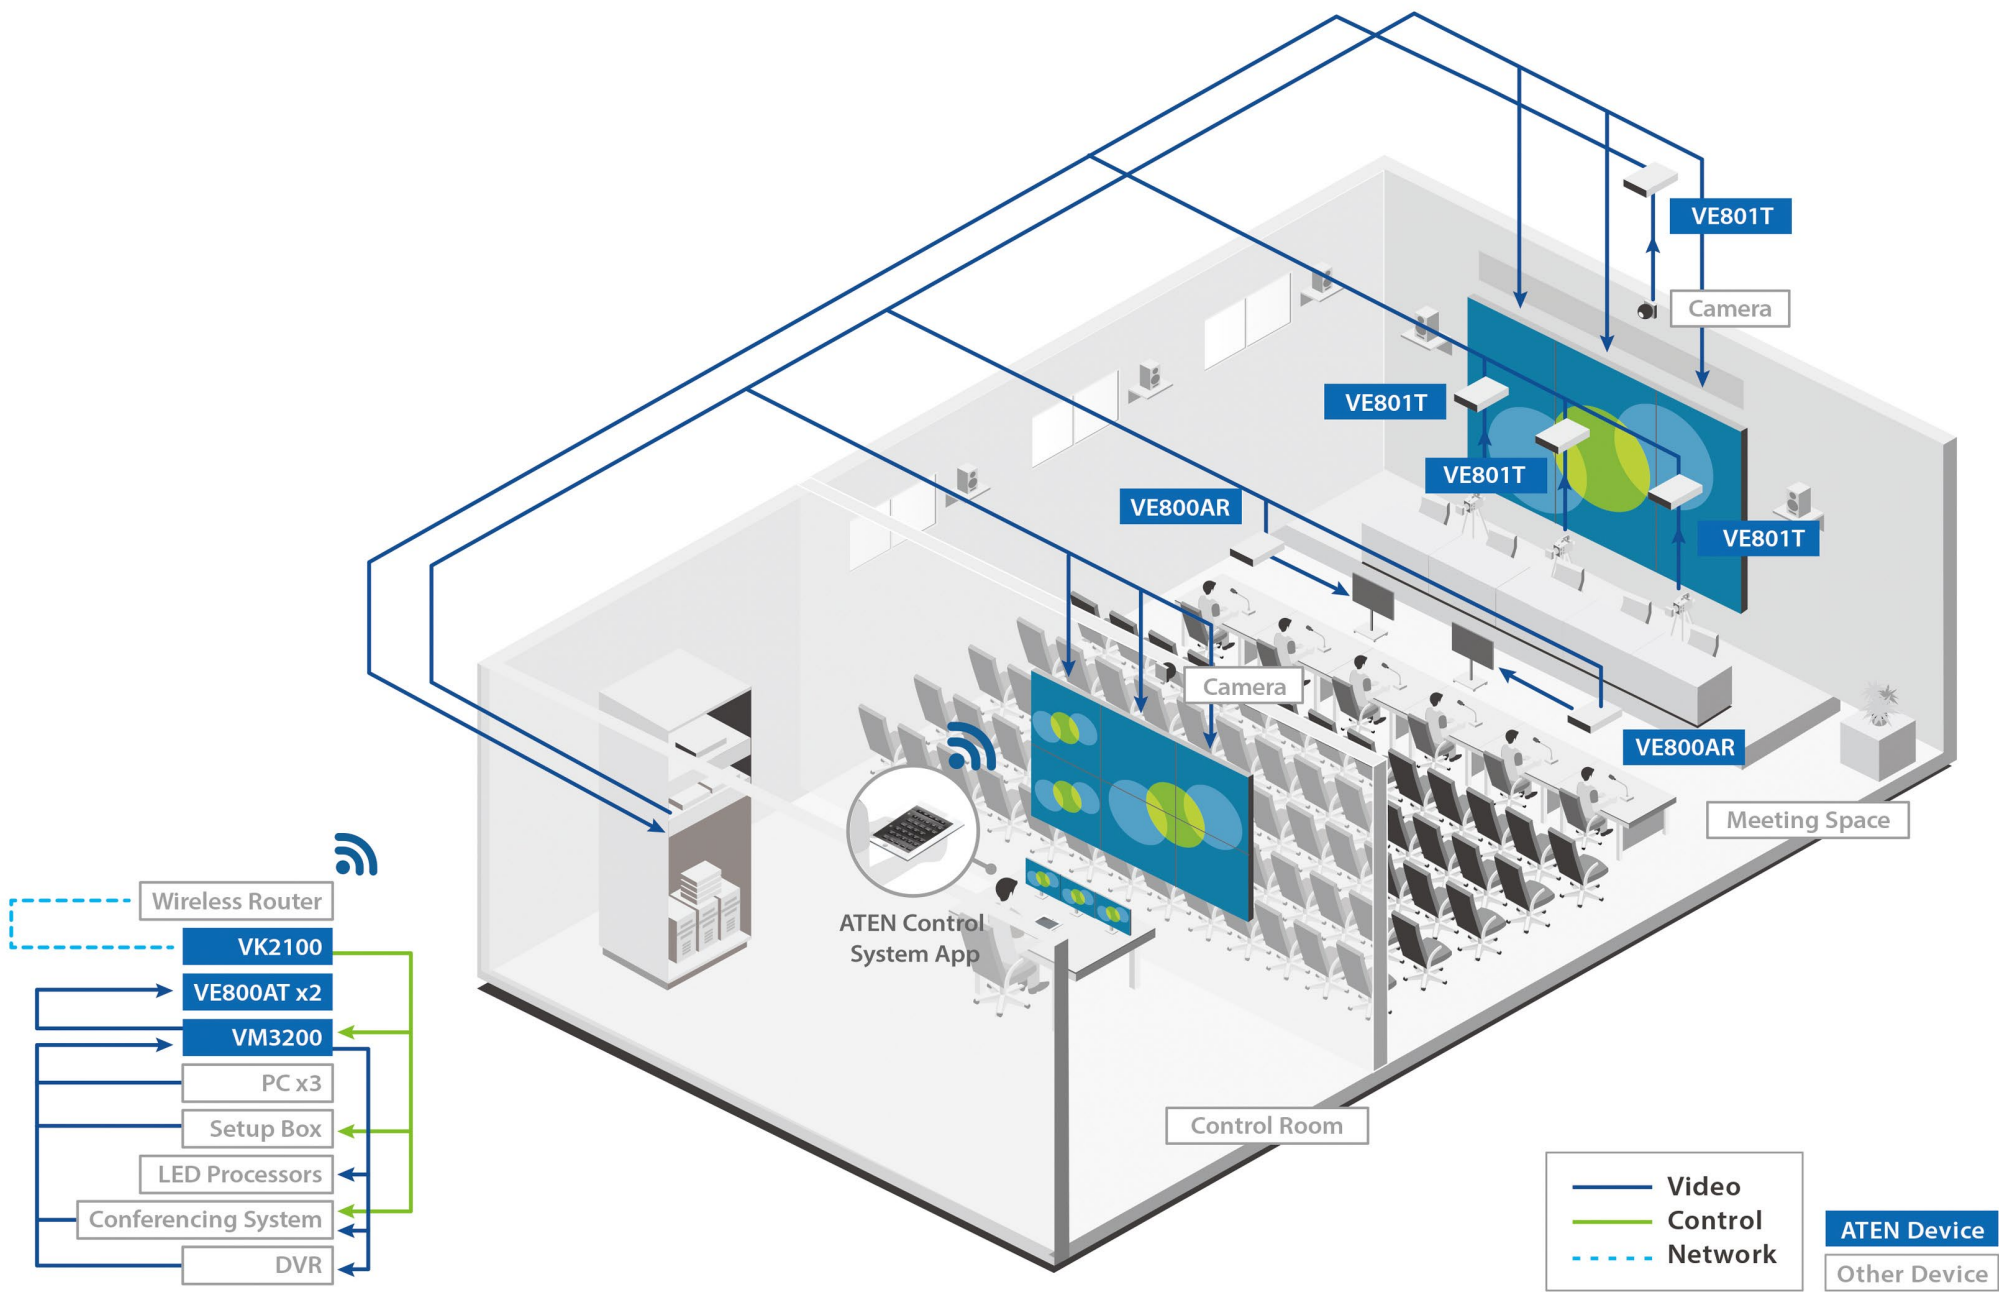 VE801T
Camera
VE801T
VE801T
VE800AR
VE801T
Camera
VE800AR
Meeting Space
ATEN Control
System App
Wireless Router
VK2100
VE800AT x2
VM3200
PC x3
Setup Box
LED Processors
Conferencing System
DVR
Control Room
Video
Control
Network
ATEN Device
Other Device